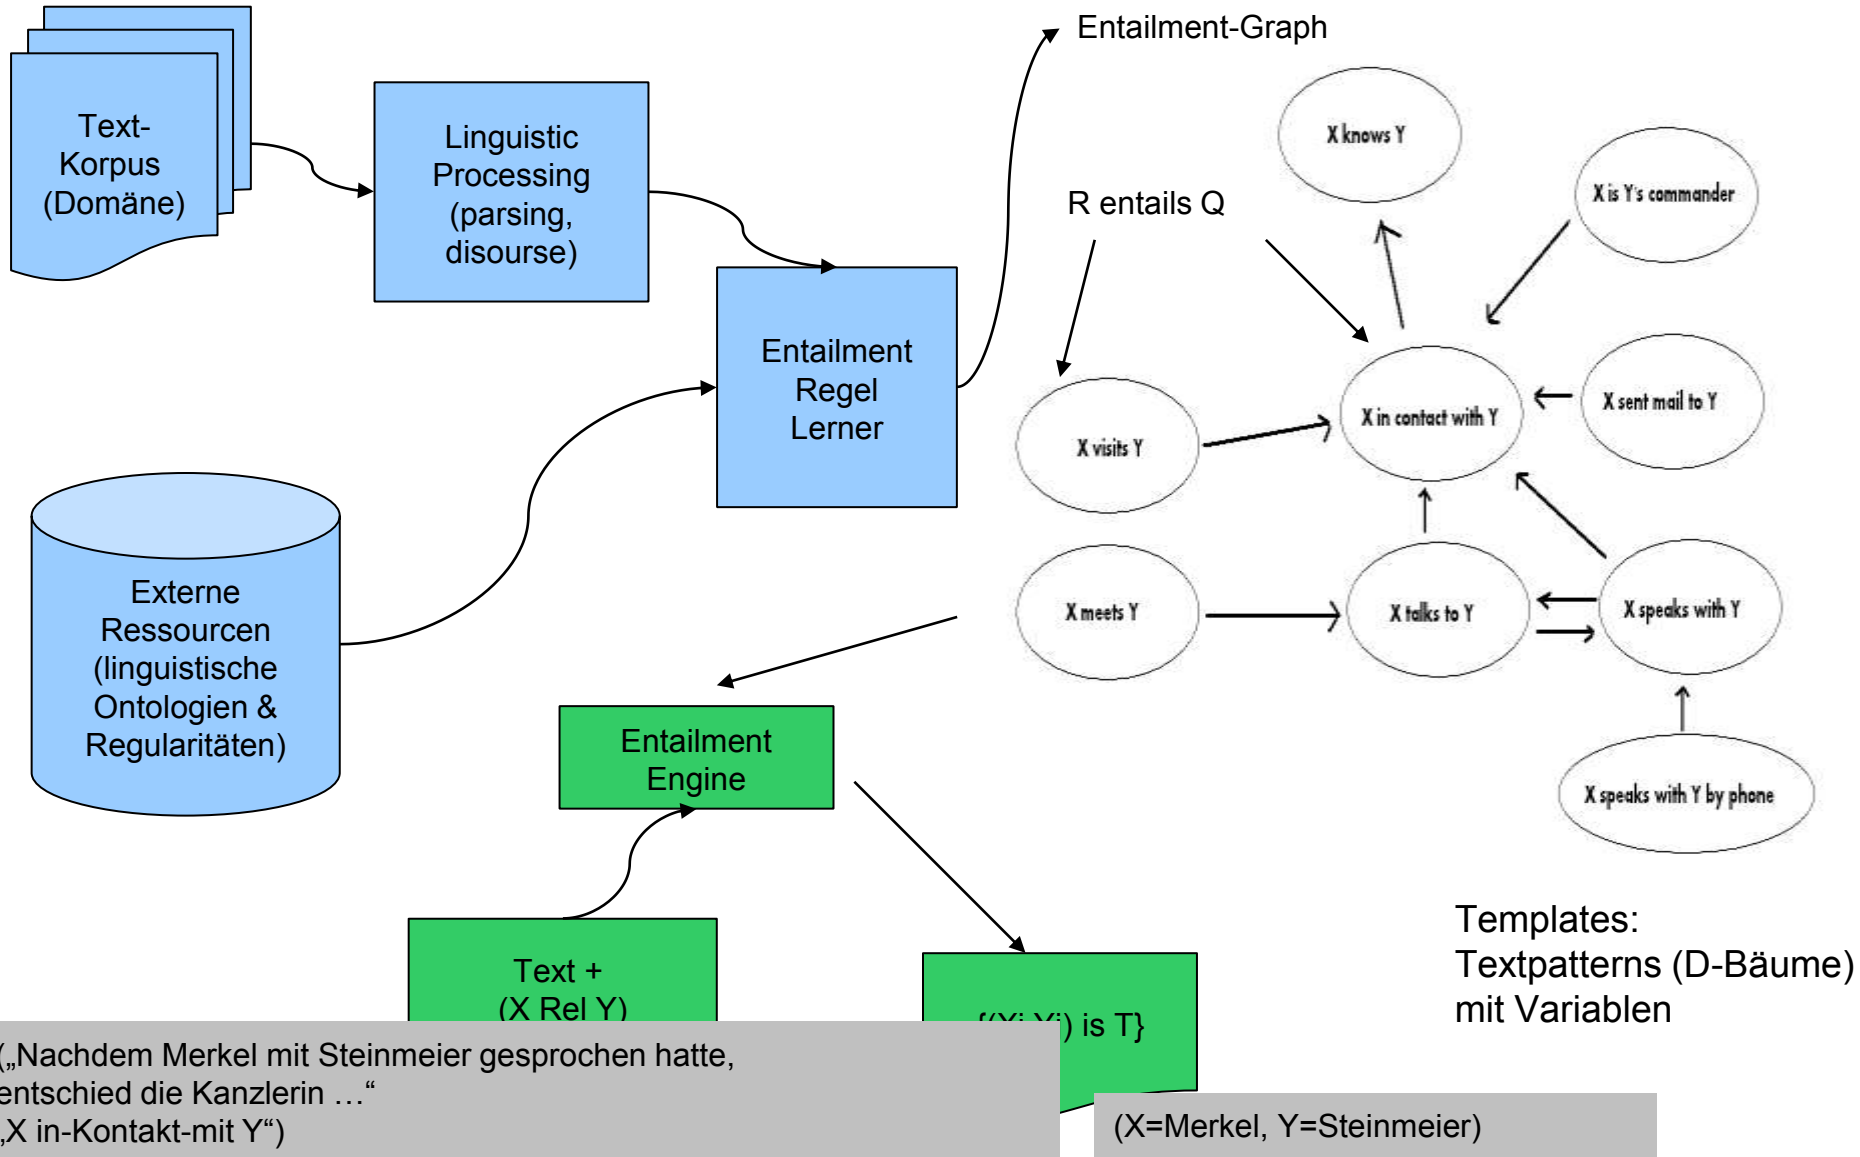 Entailment-Graph
Text-
Korpus
(Domäne)
Linguistic
Processing
(parsing,
disourse)
R entails Q
Entailment
Regel
Lerner
Externe
Ressourcen
(linguistische
Ontologien &
Regularitäten)
X knows Y
X is Y's commander
X in contact with Y
X sent mail to Y
X visits Y
X meets Y
X talks to Y
X speaks with Y
X speaks with Y by phone
Entailment
Engine
Text +
(X Rel Y)
{(Xi,Yi) is T}
Templates:
Textpatterns (D-Bäume)
mit Variablen
(„Nachdem Merkel mit Steinmeier gesprochen hatte,
entschied die Kanzlerin …“
„X in-Kontakt-mit Y“)
(X=Merkel, Y=Steinmeier)